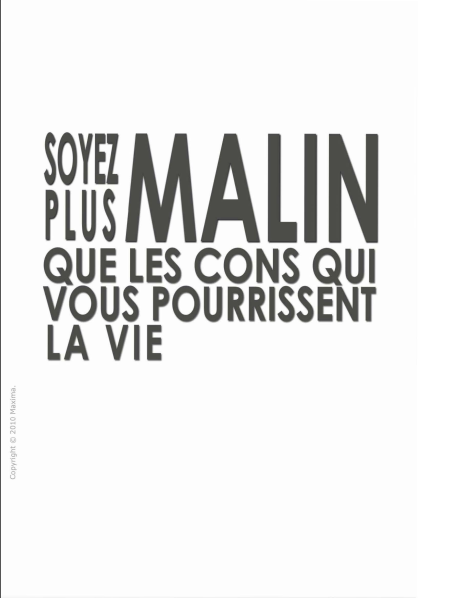 SOYEZ
PLUS
MALIN
QUE LES CONS QUI
VOUS POURRISSENT
LA VIE
Copyright © 2010 Maxima.